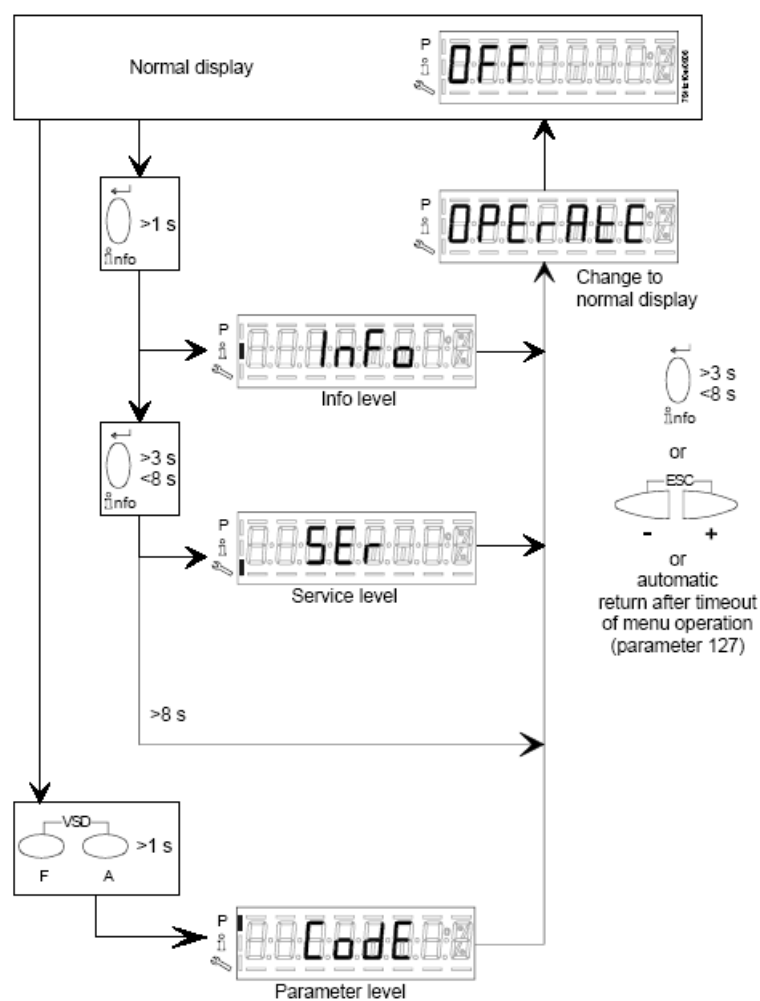 Normal display
P
OFF
>1 s
info
P
OPErAtE
Change to
normal display
P
InFo
Info level
>3 s
<8 s
info
>3 s
<8 s
info
or
ESC
- +
or
automatic
return after timeout
of menu operation
(parameter 127)
P
SEr
Service level
>8 s
VSD
>1 s
F A
P
CodE
Parameter level